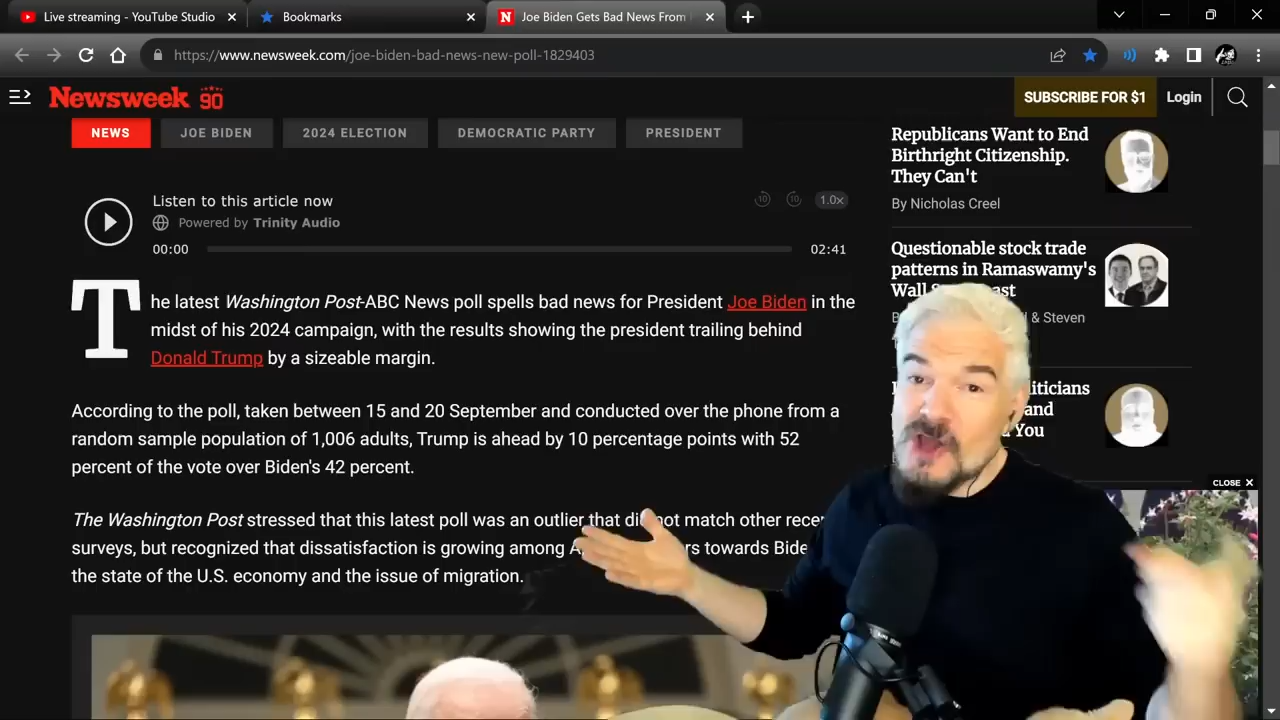 Live streaming - YouTube Studio
Bookmarks
Joe Biden Gets Bad News From
https://www.newsweek.com/joe-biden-bad-news-new-poll-1829403
Newsweek 90
SUBSCRIBE FOR $1
Login
NEWS
JOE BIDEN
2024 ELECTION
DEMOCRATIC PARTY
PRESIDENT
Listen to this article now
Powered by Trinity Audio
10
10
1.0x
00:00
02:41
The latest Washington Post-ABC News poll spells bad news for President Joe Biden in the
midst of his 2024 campaign, with the results showing the president trailing behind
Donald Trump by a sizeable margin.
According to the poll, taken between 15 and 20 September and conducted over the phone from a
random sample population of 1,006 adults, Trump is ahead by 10 percentage points with 52
percent of the vote over Biden's 42 percent.
The Washington Post stressed that this latest poll was an outlier that did not match other
surveys, but recognized that dissatisfaction is growing among towards
the state of the U.S. economy and the issue of migration.
Republicans Want to End
Birthright Citizenship.
They Can't
By Nicholas Creel
Questionable stock trade
patterns in Ramaswamy's
Wall
& Steven
and
You
CLOSE